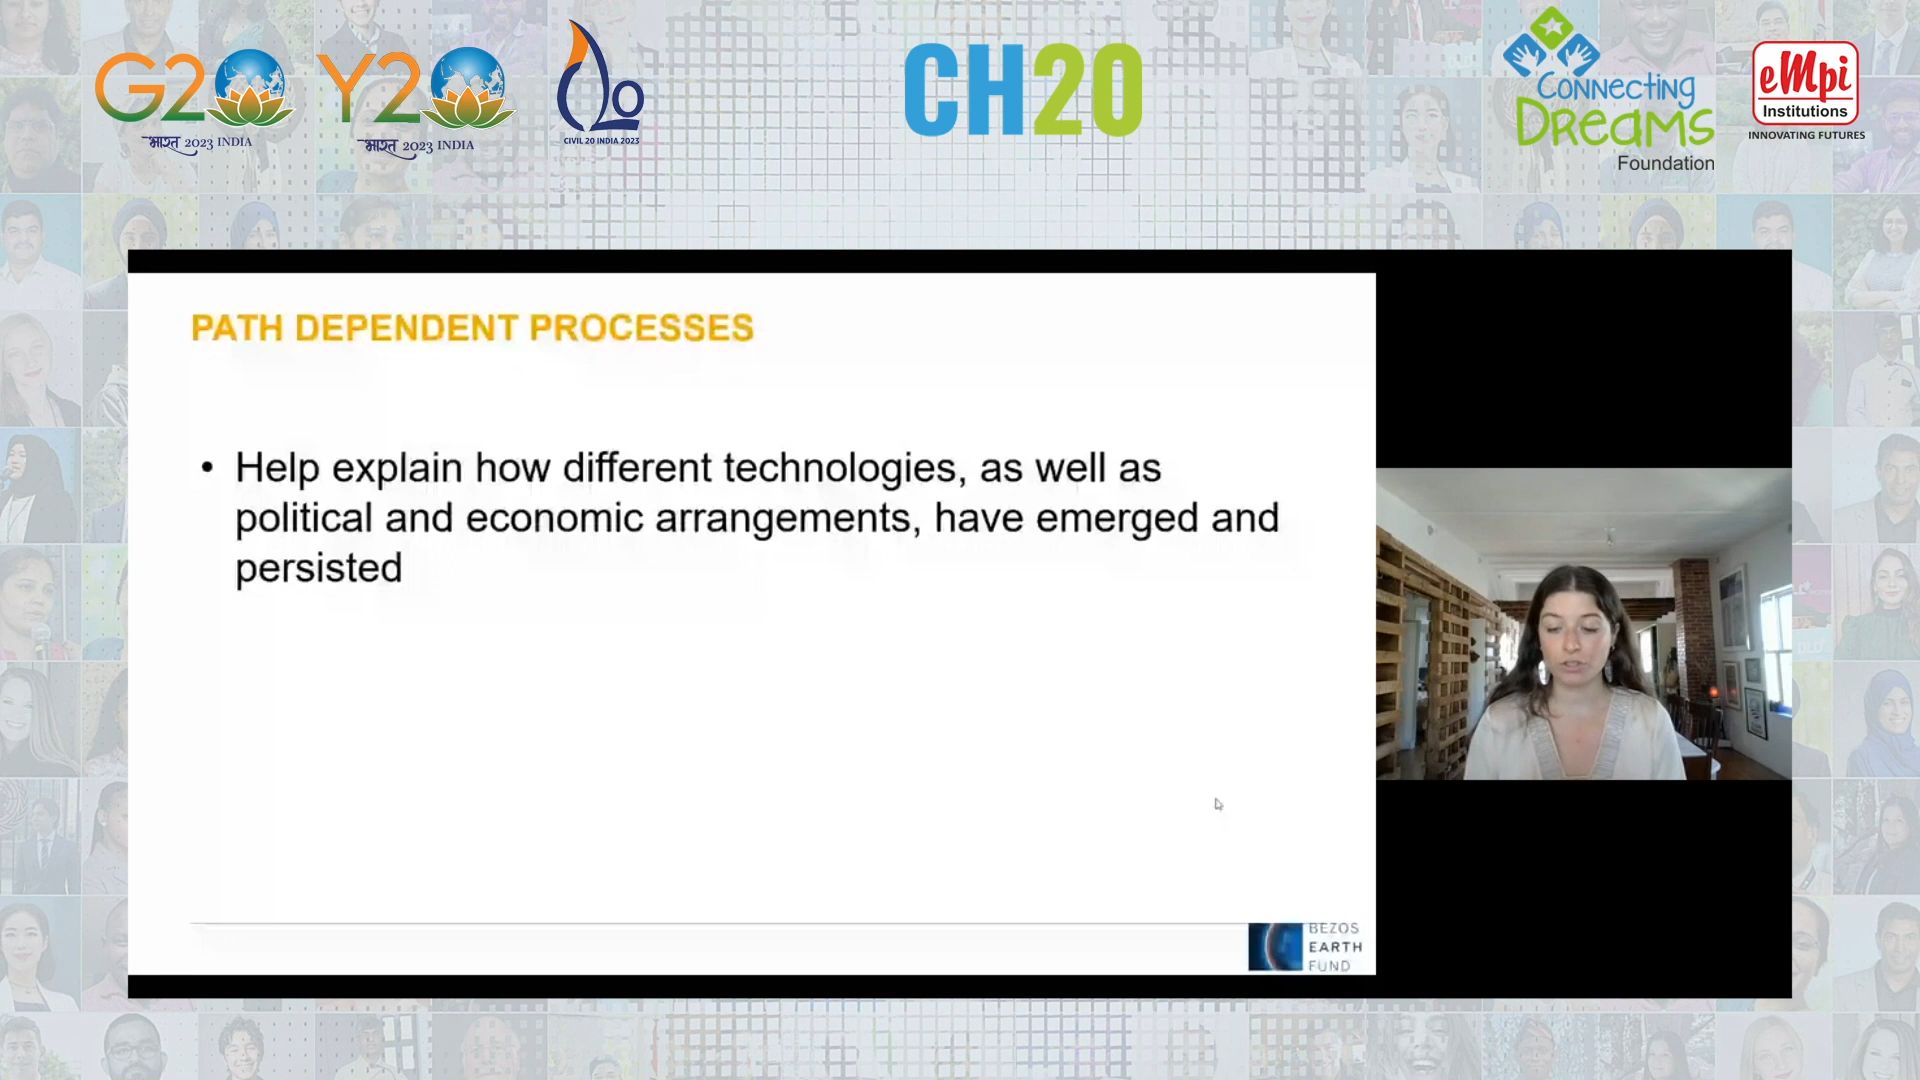 G20
भारत 2023 INDIA
Y20
भारत 2023 INDIA
CIVIL 20 INDIA 2023
CH20
Connecting
Dreams
Foundation
eMpi
Institutions
INNOVATING FUTURES
PATH DEPENDENT PROCESSES
• Help explain how different technologies, as well as
political and economic arrangements, have emerged and
persisted
BEZOS
EARTH
FUND